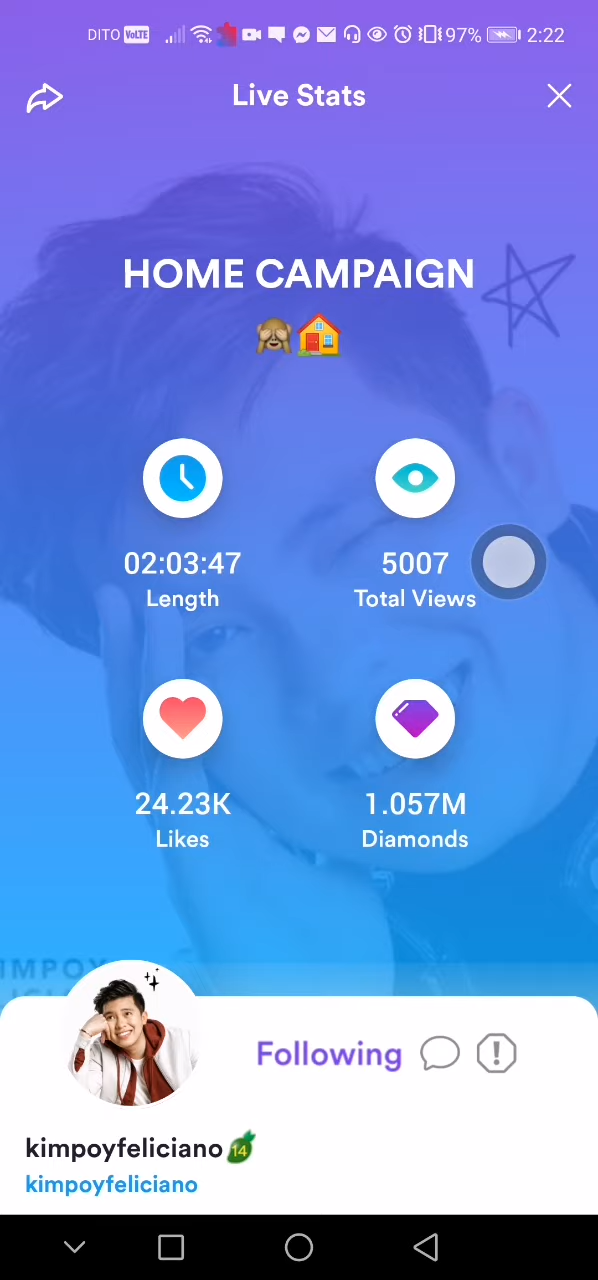 DITO VoLTE 97% 2:22
Live Stats
HOME CAMPAIGN
🙈🏠
02:03:47 5007
Length Total Views
24.23K 1.057M
Likes Diamonds
IMPOY
Following
kimpoyfeliciano 14
kimpoyfeliciano